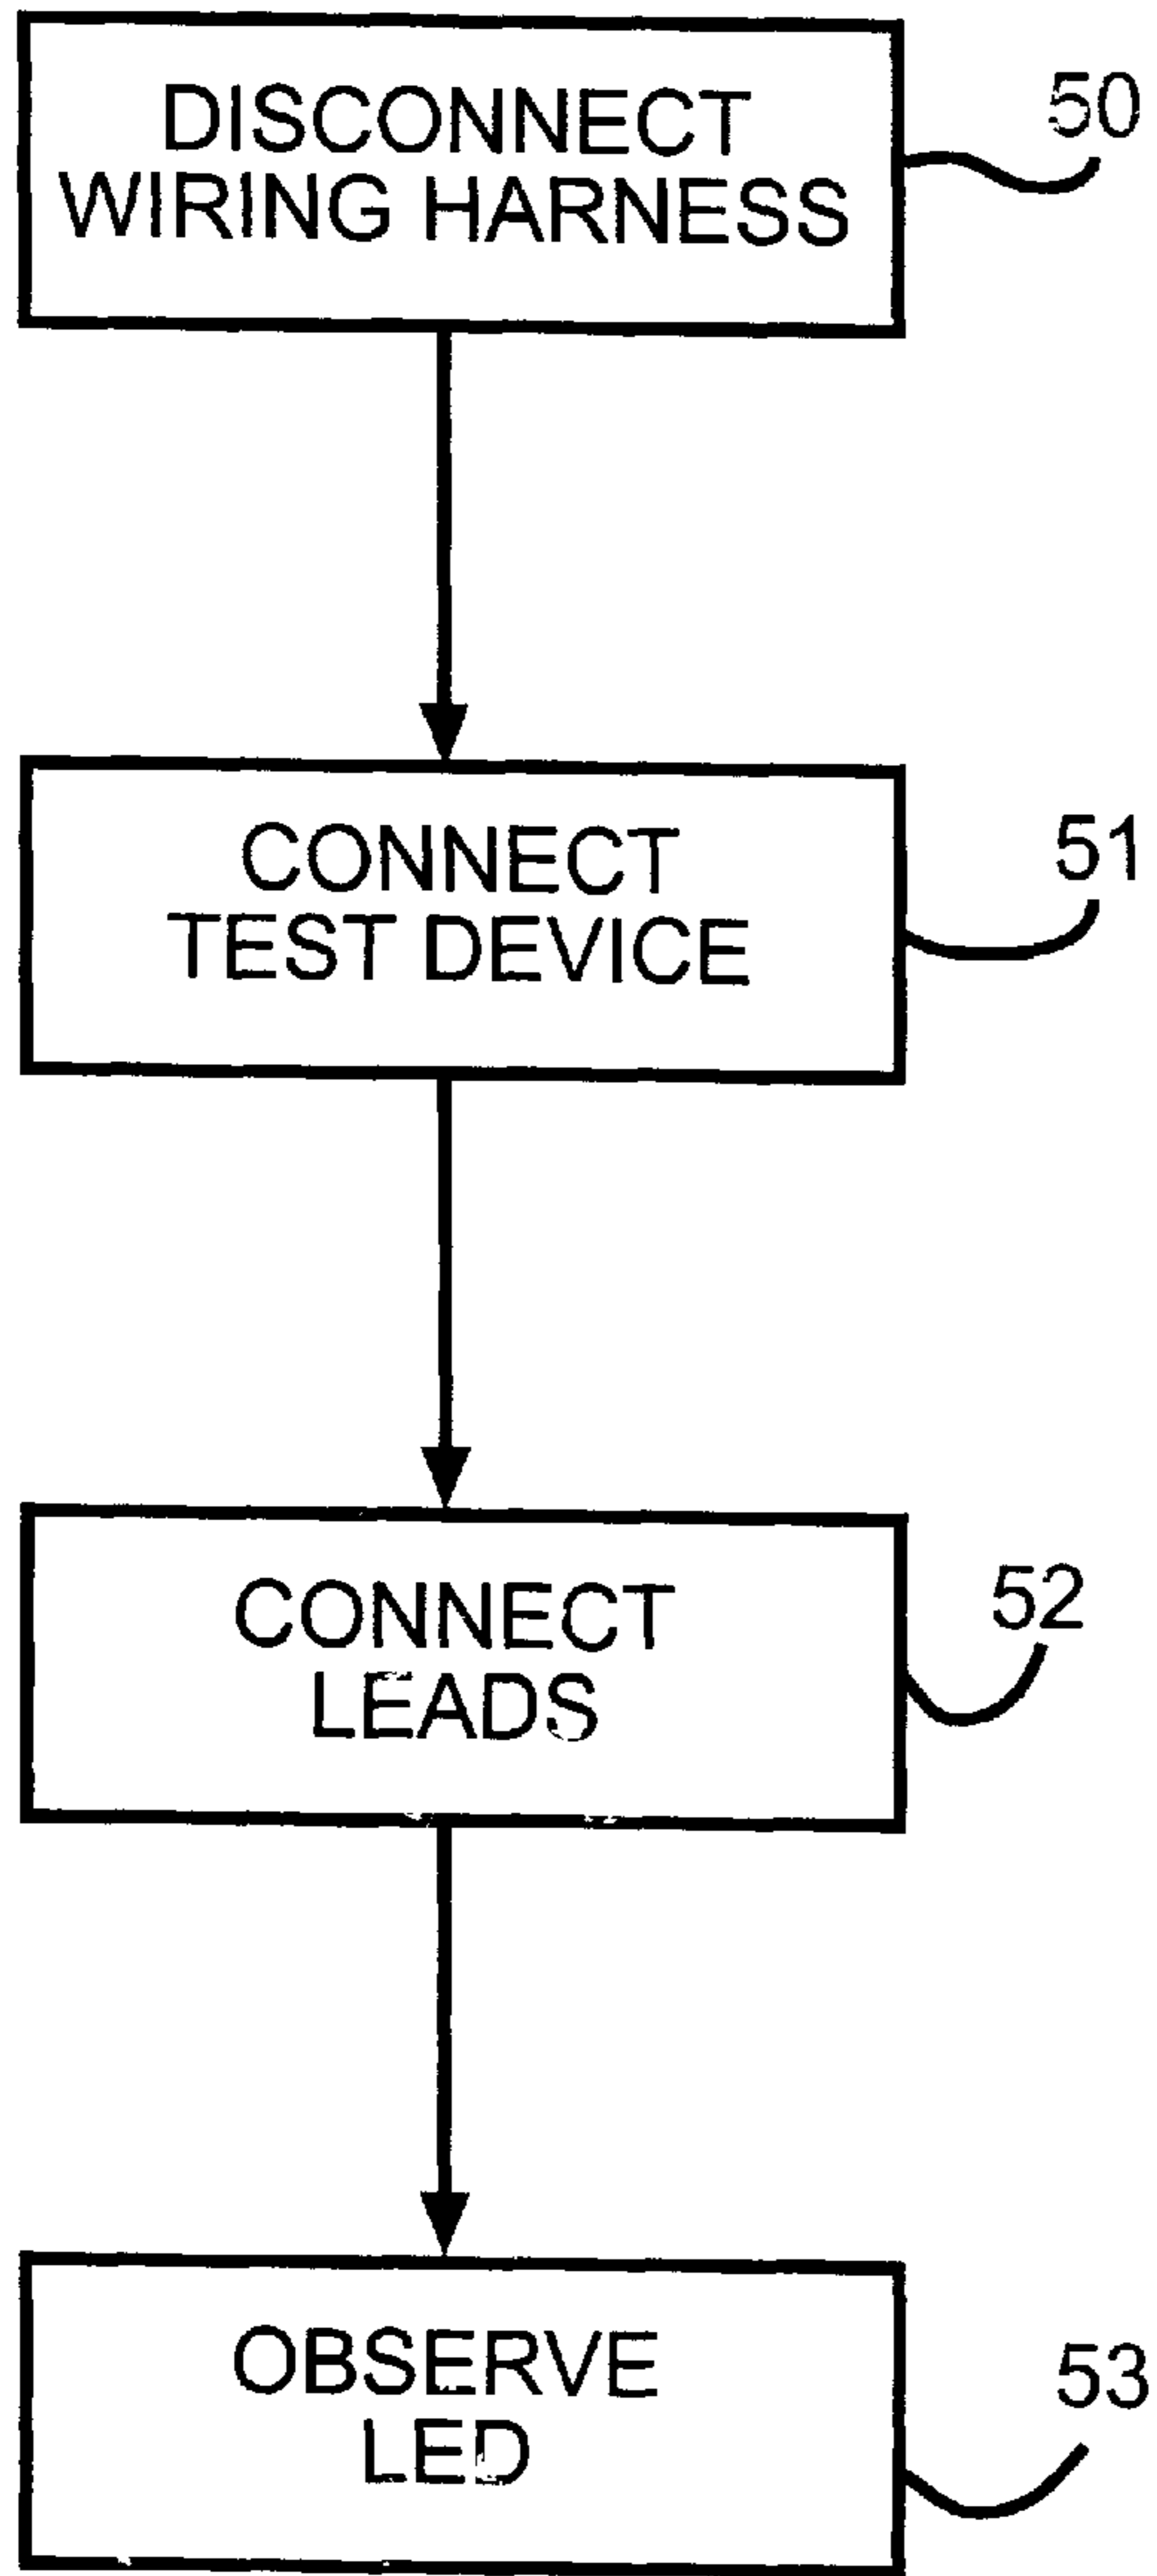 DISCONNECT
WIRING HARNESS
50
CONNECT
TEST DEVICE
51
CONNECT
LEADS
52
OBSERVE
LED
53